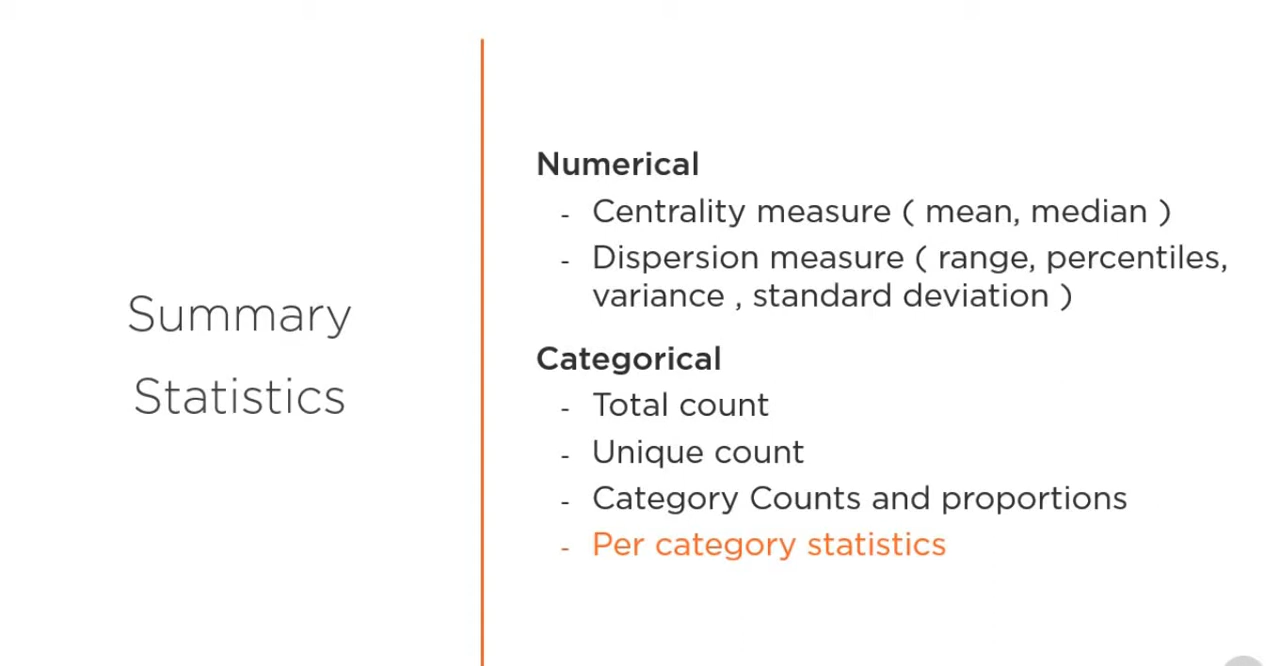 Summary
Statistics
Numerical
- Centrality measure ( mean, median )
- Dispersion measure ( range, percentiles,
variance , standard deviation )
Categorical
- Total count
- Unique count
- Category Counts and proportions
- Per category statistics